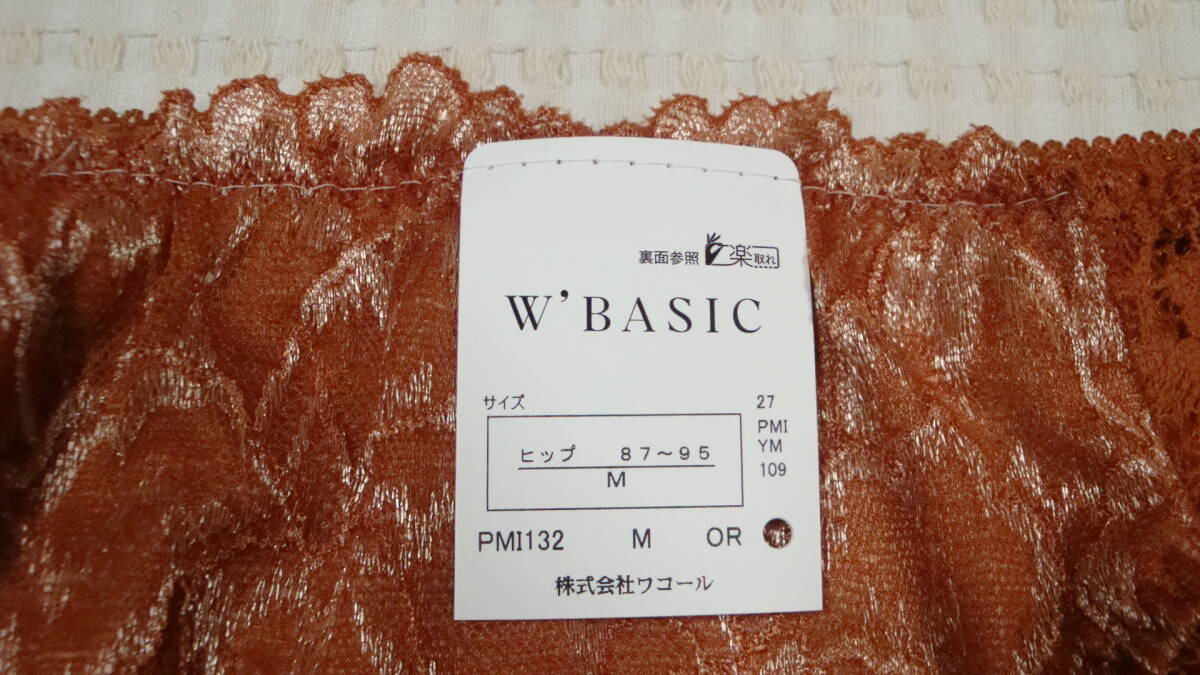 裏面参照 楽取れ
W'BASIC
サイズ
ヒップ 87～95
M
27
PMI
YM
109
PMI132 M OR
株式会社ワコール